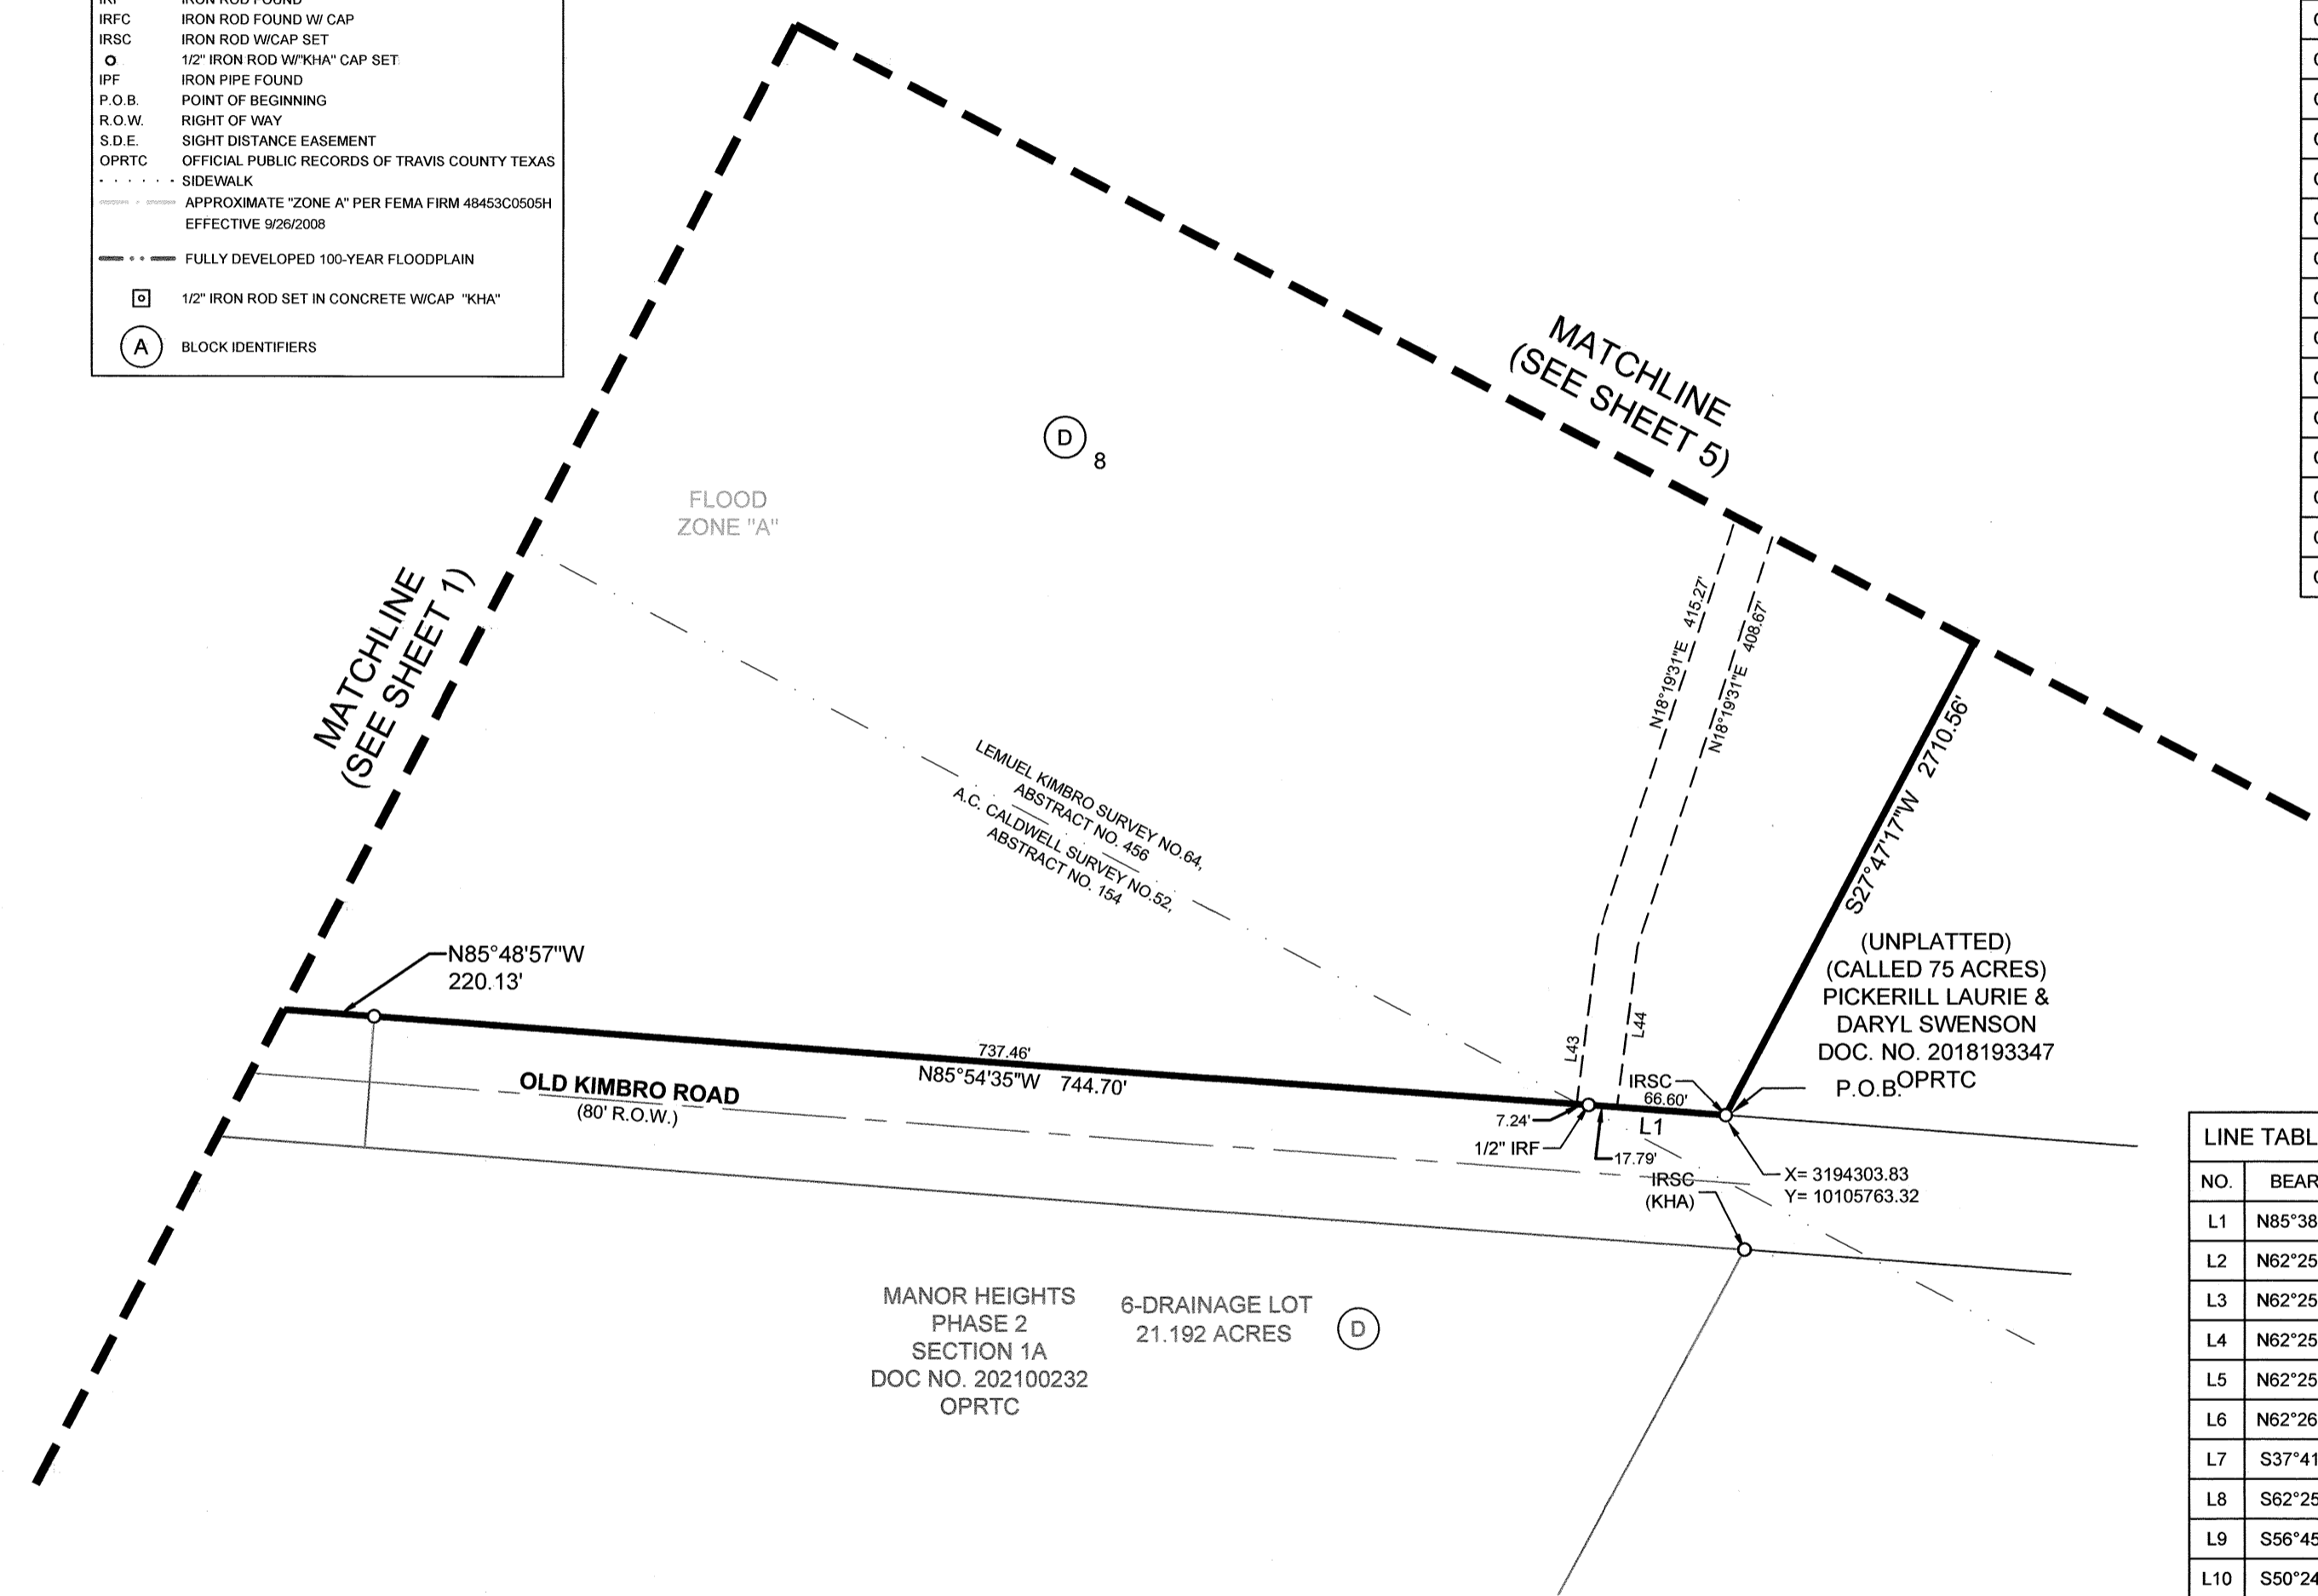 IRF IRON ROD FOUND
IRFC IRON ROD FOUND W/ CAP
IRSC IRON ROD W/CAP SET
1/2" IRON ROD W/"KHA" CAP SET
IPF IRON PIPE FOUND
P.O.B. POINT OF BEGINNING
R.O.W. RIGHT OF WAY
S.D.E. SIGHT DISTANCE EASEMENT
OPRTC OFFICIAL PUBLIC RECORDS OF TRAVIS COUNTY TEXAS
SIDEWALK
APPROXIMATE "ZONE A" PER FEMA FIRM 48453C0505H
EFFECTIVE 9/26/2008
FULLY DEVELOPED 100-YEAR FLOODPLAIN
1/2" IRON ROD SET IN CONCRETE W/CAP "KHA"
A BLOCK IDENTIFIERS
MATCHLINE
(SEE SHEET 5)
D 8
FLOOD
ZONE "A"
MATCHLINE
(SEE SHEET 1)
N18°19'31"E 415.27'
N18°19'31"E 408.67'
S27°47'17"W 2710.56'
LEMUEL KIMBRO SURVEY NO.64,
ABSTRACT NO. 456
A.C. CALDWELL SURVEY NO.52,
ABSTRACT NO. 154
(UNPLATTED)
(CALLED 75 ACRES)
PICKERILL LAURIE &
DARYL SWENSON
DOC. NO. 2018193347
OPRTC
P.O.B.
N85°48'57"W
220.13'
737.46'
N85°54'35"W 744.70'
OLD KIMBRO ROAD
(80' R.O.W.)
L43
L44
IRSC
66.60'
L1
7.24'
1/2" IRF
17.79'
IRSC
(KHA)
X= 3194303.83
Y= 10105763.32
MANOR HEIGHTS
PHASE 2
SECTION 1A
DOC NO. 202100232
OPRTC
6-DRAINAGE LOT
21.192 ACRES
D
LINE TABL
NO. BEAR
L1 N85°38
L2 N62°25
L3 N62°25
L4 N62°25
L5 N62°25
L6 N62°26
L7 S37°41
L8 S62°25
L9 S56°45
L10 S50°24